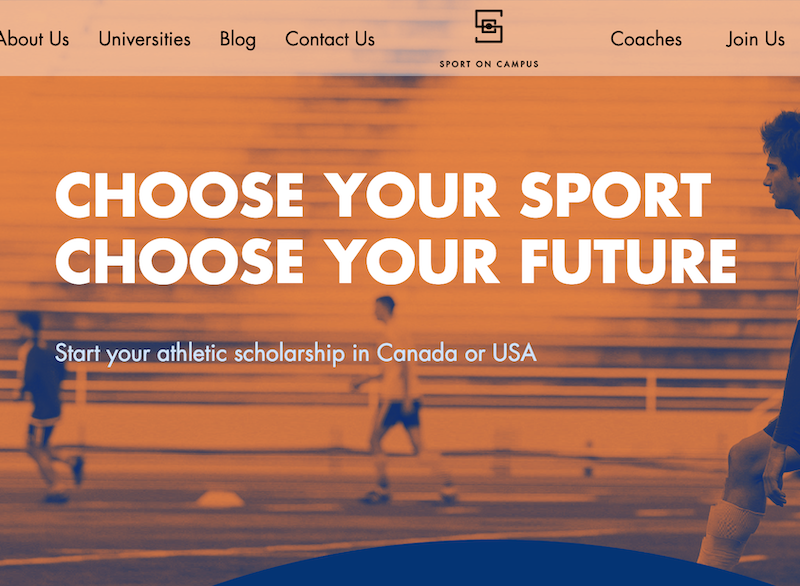 About Us Universities Blog Contact Us
SPORT ON CAMPUS
Coaches Join Us
CHOOSE YOUR SPORT
CHOOSE YOUR FUTURE
Start your athletic scholarship in Canada or USA